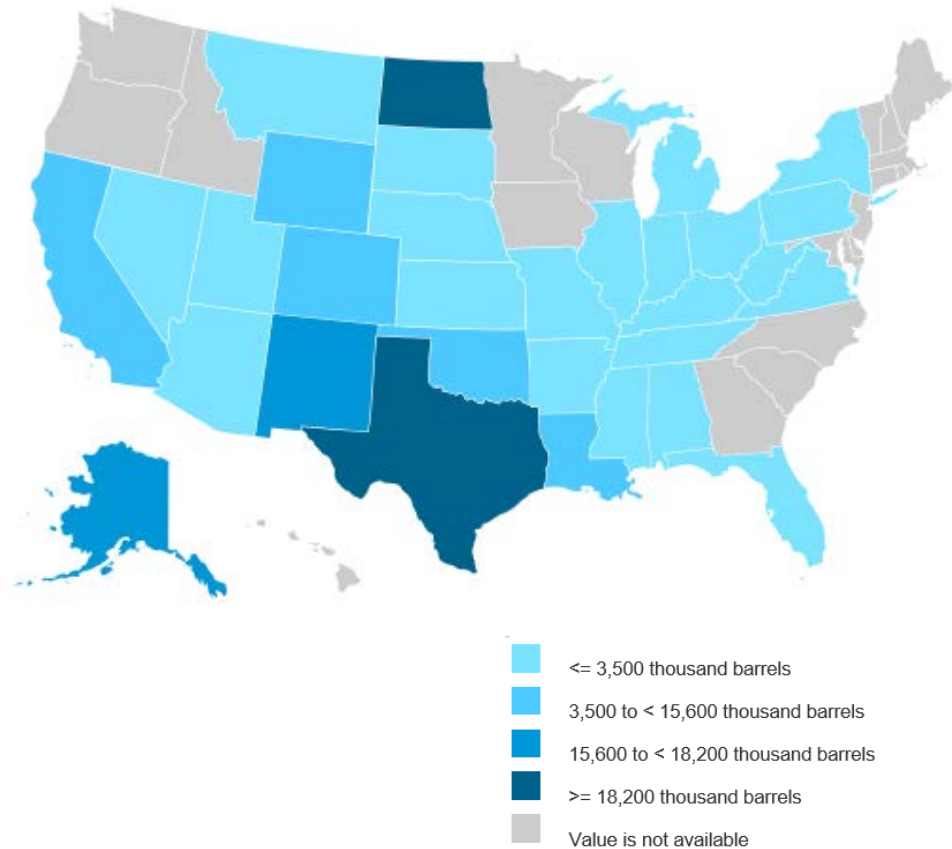 <= 3,500 thousand barrels
3,500 to < 15,600 thousand barrels
15,600 to < 18,200 thousand barrels
>= 18,200 thousand barrels
Value is not available